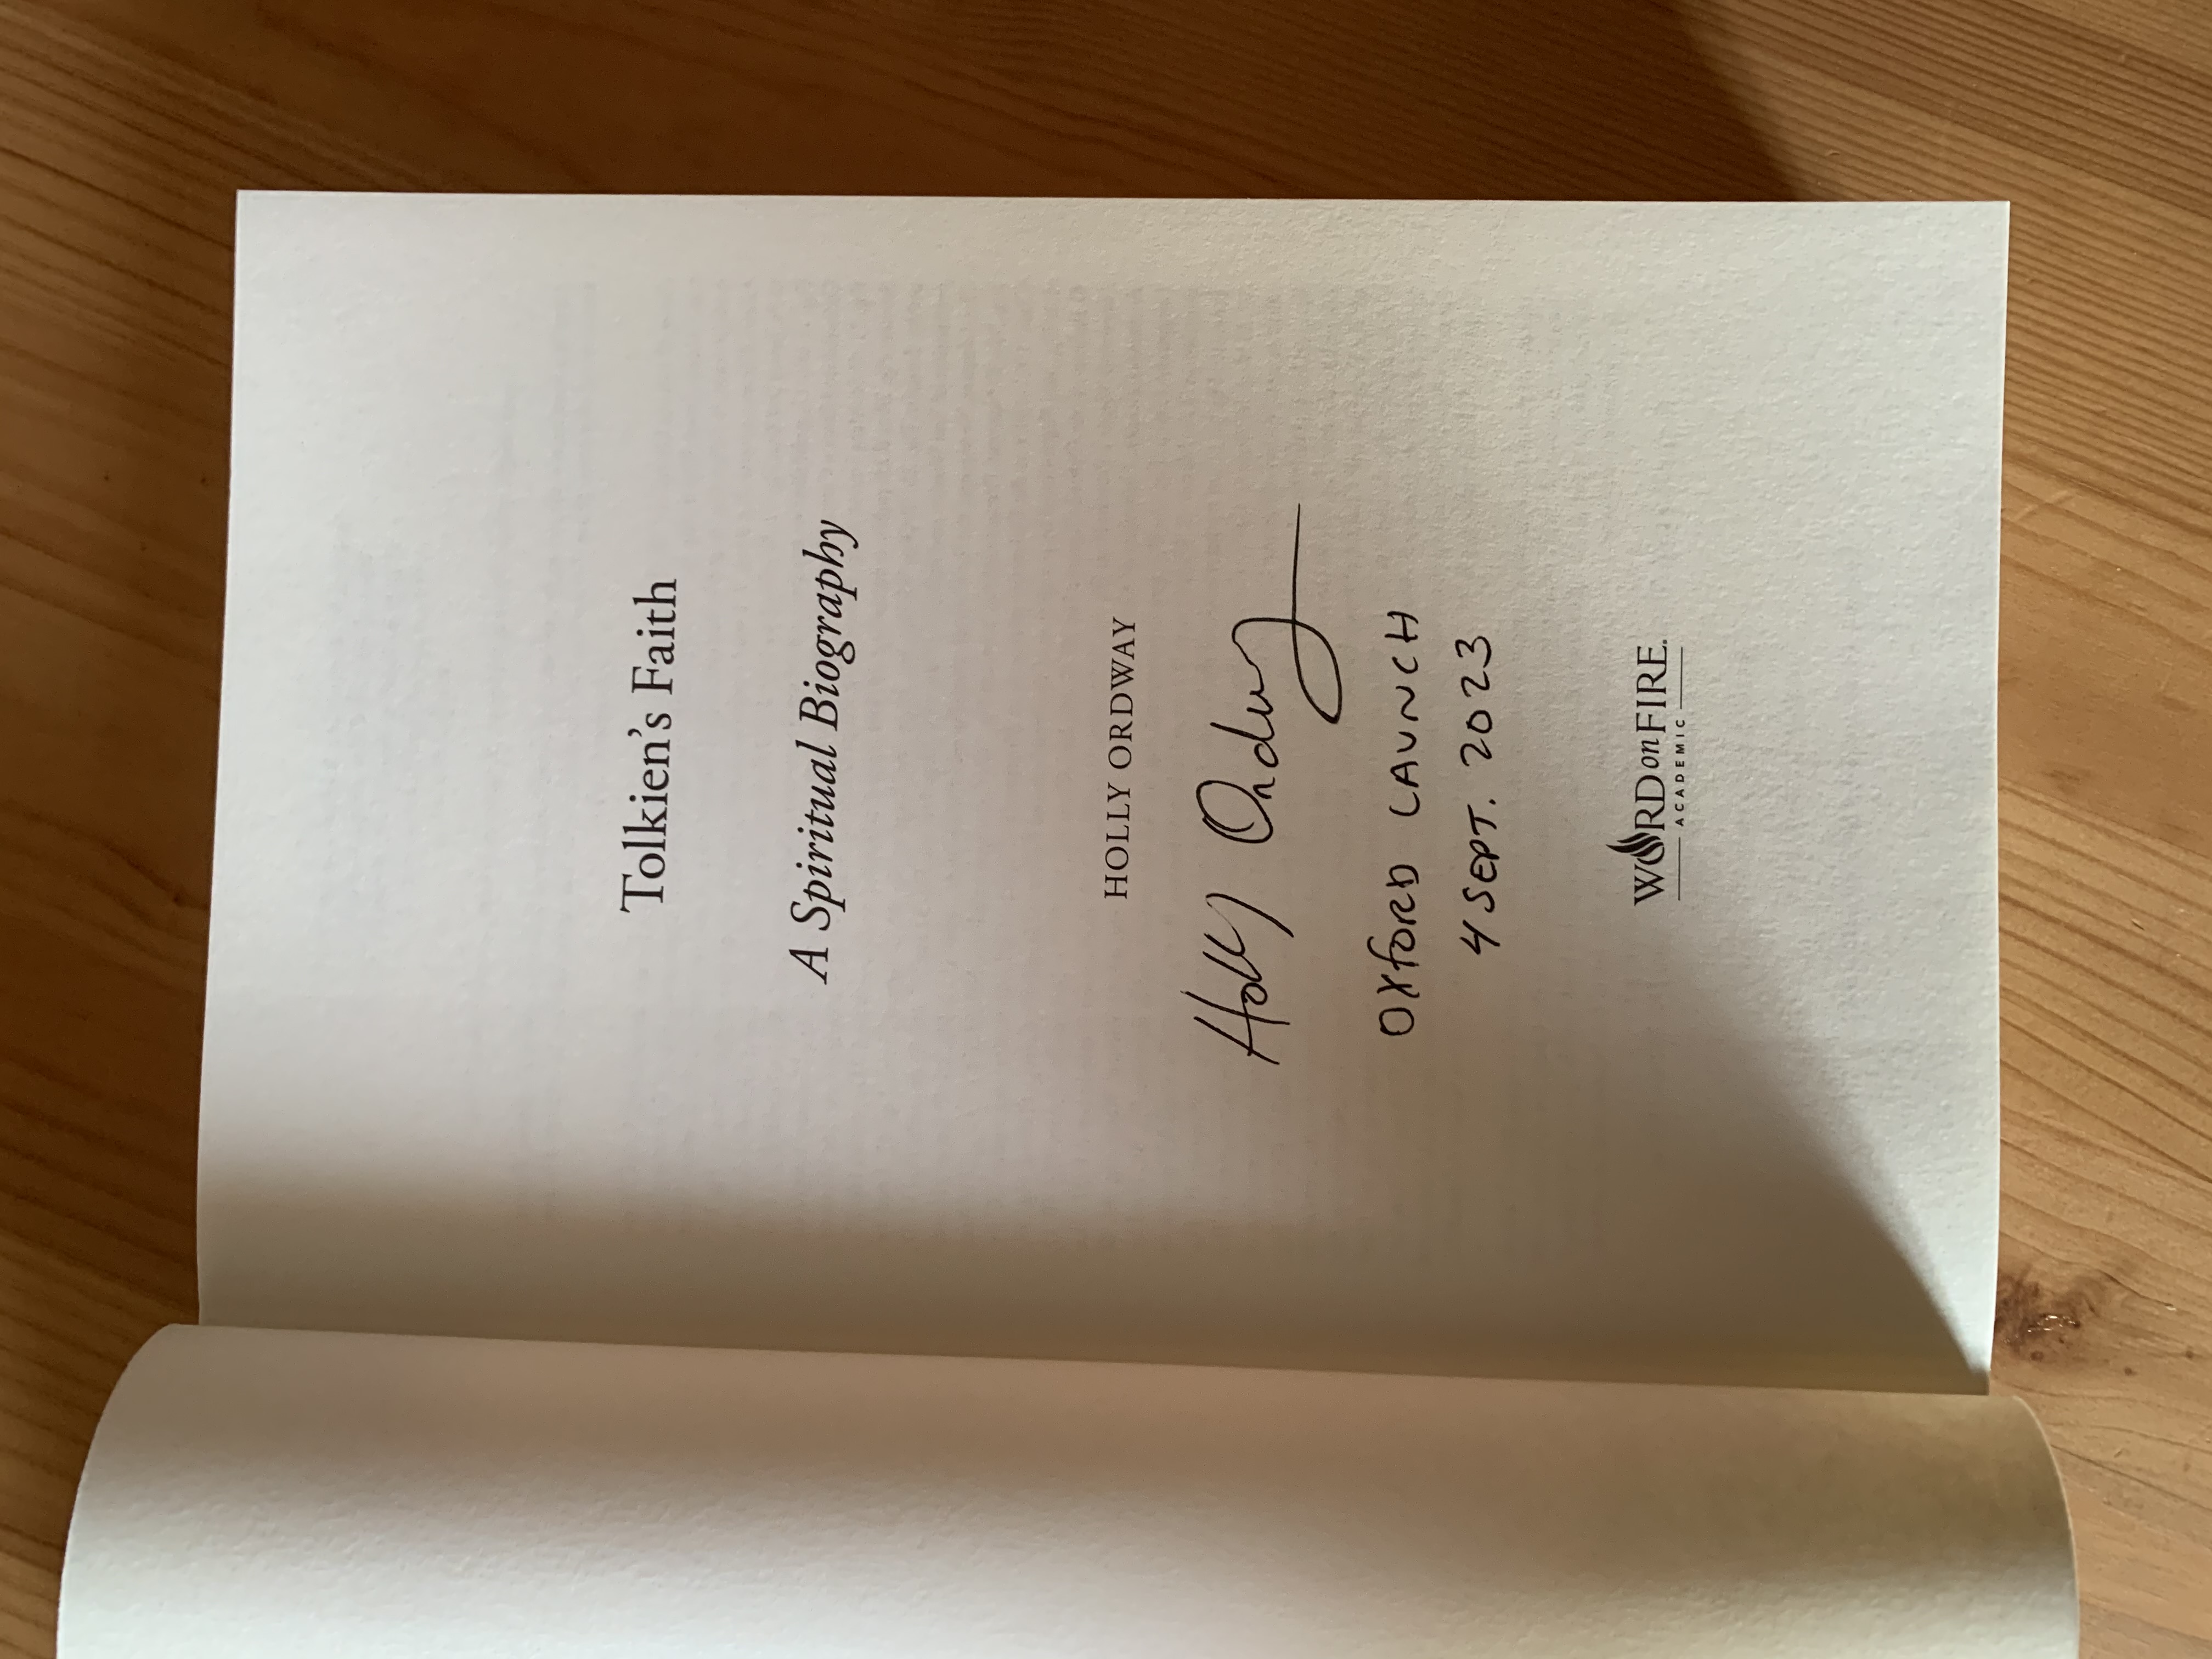 Tolkien's Faith
A Spiritual Biography
HOLLY ORDWAY
Holly Ordway
OXFORD LAUNCH
4 SEPT. 2023
WORD on FIRE.
ACADEMIC